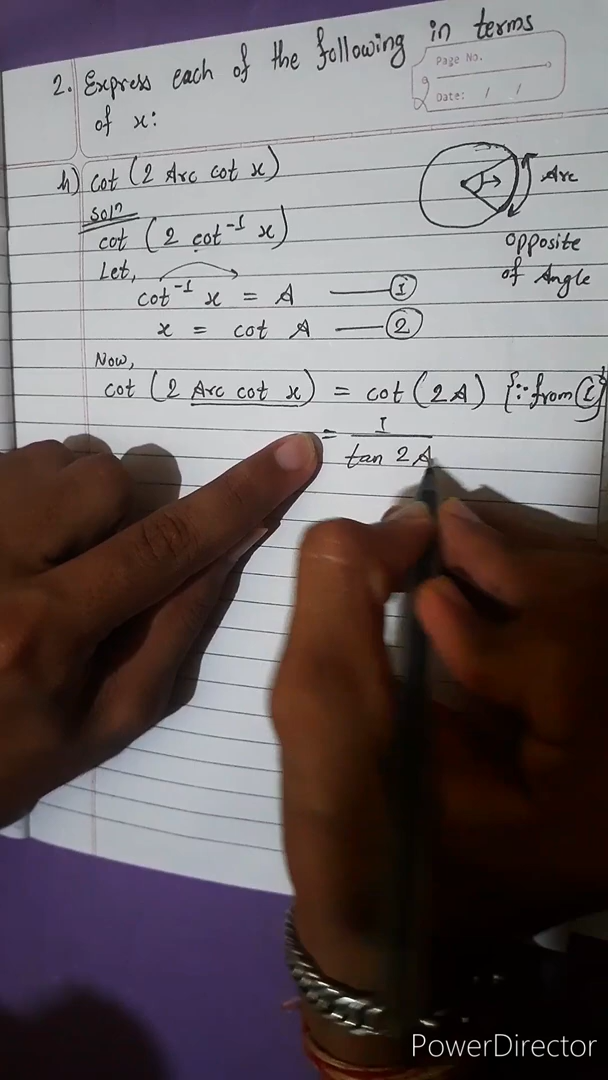 2. Express each of the following in terms
of x:
Page No.
Date: / /
h) cot (2 Arc cot x)
Soln
cot (2 cot⁻¹ x)
Let,
cot⁻¹ x = A —— ①
x = cot A —— ②
Arc
opposite
of Angle
Now,
cot (2 Arc cot x) = cot (2A) {∵ from ①}
= 1
tan 2A
PowerDirector